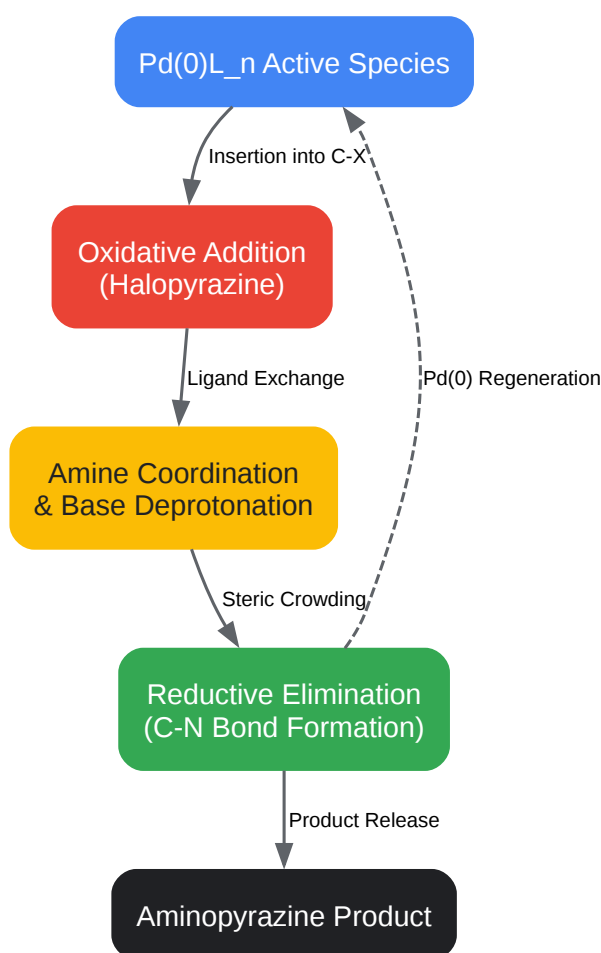 Pd(0)L_n Active Species
Insertion into C-X
Oxidative Addition
(Halopyrazine)
Ligand Exchange
Pd(0) Regeneration
Amine Coordination
& Base Deprotonation
Steric Crowding
Reductive Elimination
(C-N Bond Formation)
Product Release
Aminopyrazine Product